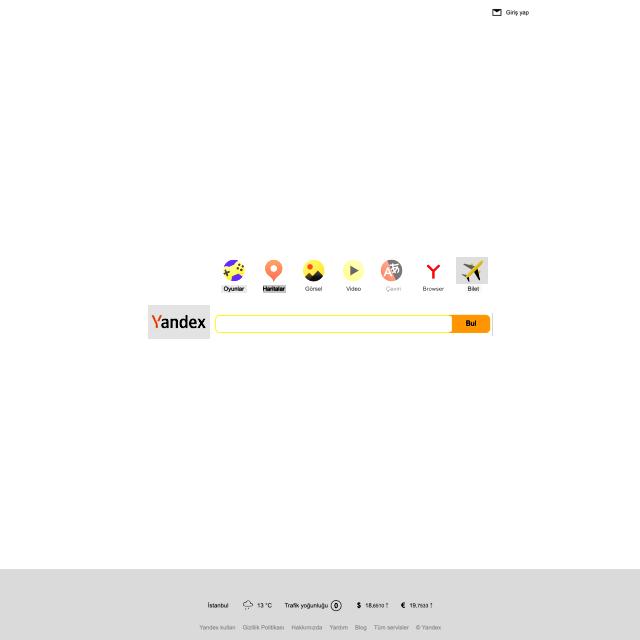 Giriş yap
Oyunlar Haritalar Görsel Video Çeviri Browser Bilet
Yandex Bul
İstanbul 13 °C Trafik yoğunluğu 0 $ 18.6510 ↑ € 19.7533 ↑
Yandex kullan Gizlilik Politikası Hakkımızda Yardım Blog Tüm servisler © Yandex